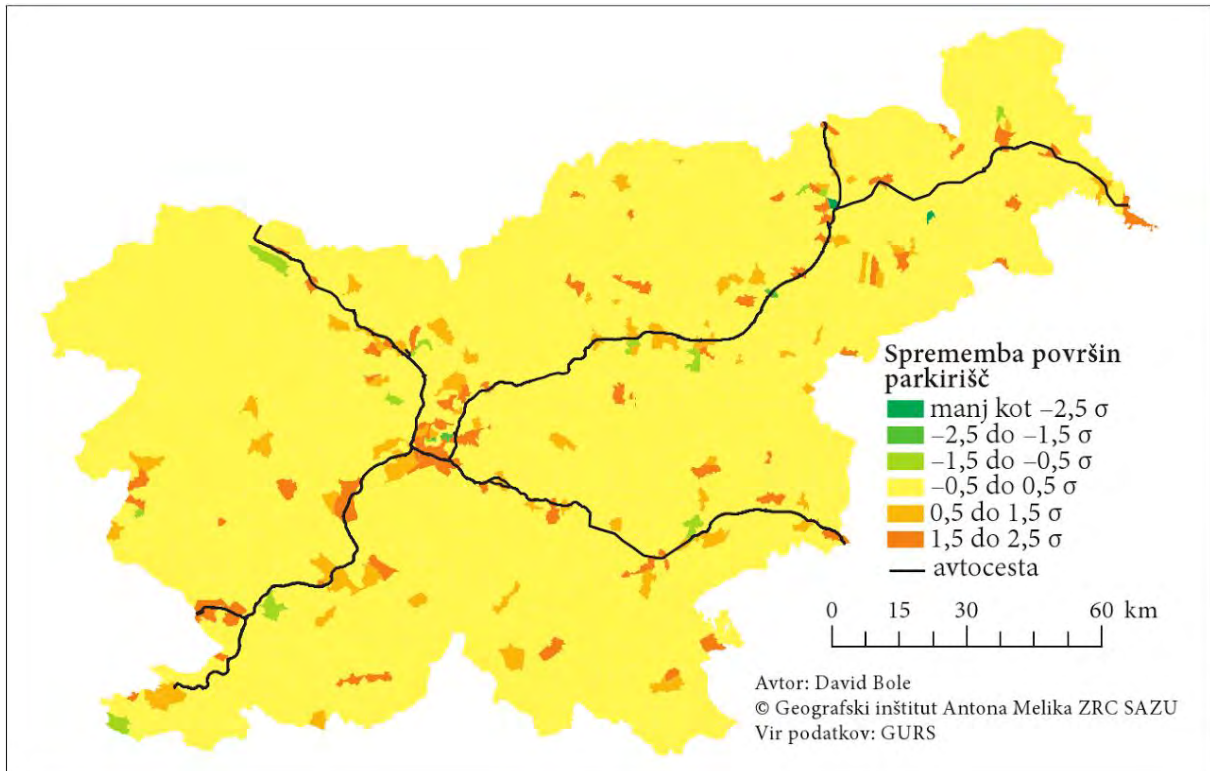 Sprememba površin
parkirišč
manj kot –2,5 σ
–2,5 do –1,5 σ
–1,5 do –0,5 σ
–0,5 do 0,5 σ
0,5 do 1,5 σ
1,5 do 2,5 σ
avtocesta
0 15 30 60 km
Avtor: David Bole
© Geografski inštitut Antona Melika ZRC SAZU
Vir podatkov: GURS